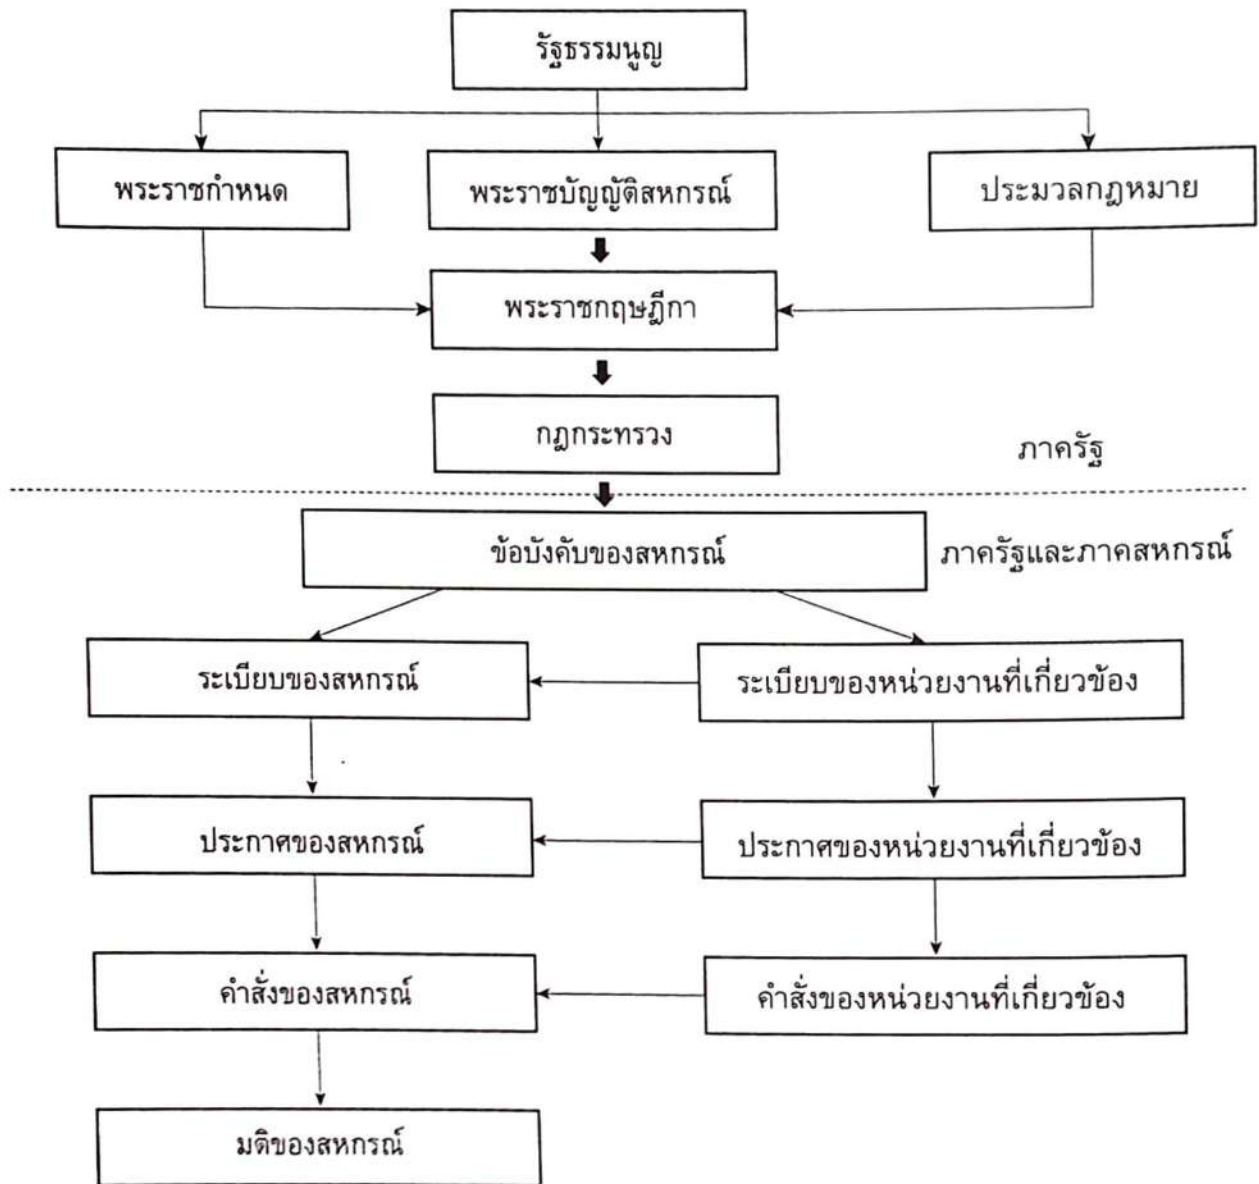 รัฐธรรมนูญ
พระราชกำหนด
พระราชบัญญัติสหกรณ์
ประมวลกฎหมาย
พระราชกฤษฎีกา
กฎกระทรวง
ภาครัฐ
ข้อบังคับของสหกรณ์
ภาครัฐและภาคสหกรณ์
ระเบียบของสหกรณ์
ระเบียบของหน่วยงานที่เกี่ยวข้อง
ประกาศของสหกรณ์
ประกาศของหน่วยงานที่เกี่ยวข้อง
คำสั่งของสหกรณ์
คำสั่งของหน่วยงานที่เกี่ยวข้อง
มติของสหกรณ์